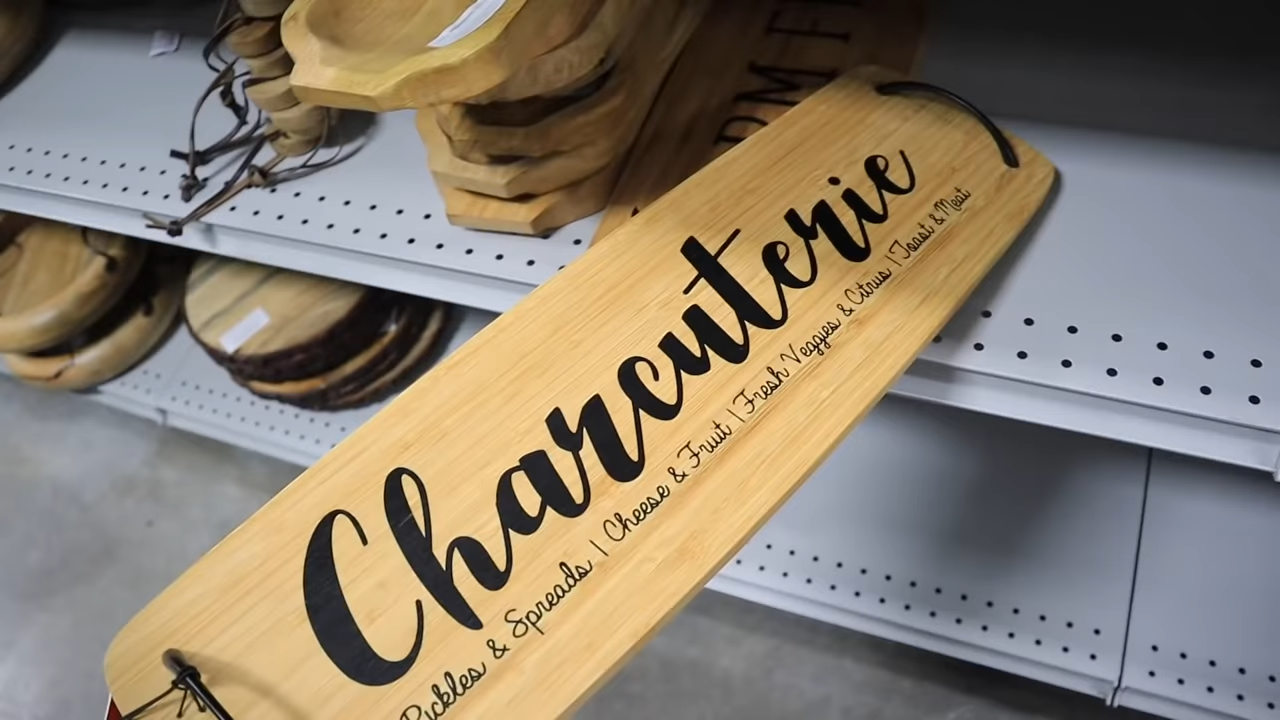 Charcuterie
Pickles & Spreads | Cheese & Fruit | Fresh Veggies & Citrus | Toast & Meat